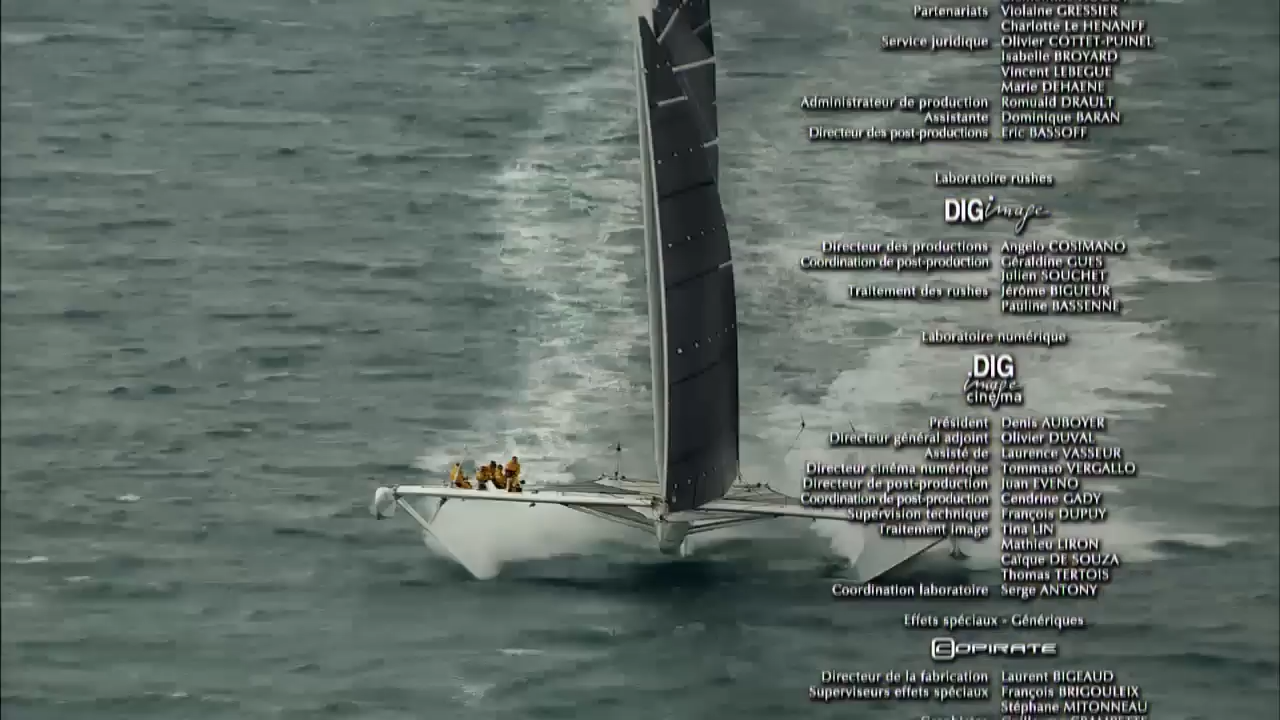 Partenariats Violaine GRESSIER
Charlotte Le HENANFF
Service juridique Olivier COTTET-PUINEL
Isabelle BROYARD
Vincent LEBEGUE
Marie DEHAENE
Administrateur de production Romuald DRAULT
Assistante Dominique BARAN
Directeur des post-productions Eric BASSOFF
Laboratoire rushes
DIGimage
Directeur des productions Angelo COSIMANO
Coordination de post-production Géraldine GUES
Julien SOUCHET
Traitement des rushes Jérôme BIGUEUR
Pauline BASSENNE
Laboratoire numérique
.DIG
image
cinéma
Président Denis AUBOYER
Directeur général adjoint Olivier DUVAL
Assisté de Laurence VASSEUR
Directeur cinéma numérique Tommaso VERGALLO
Directeur de post-production Juan EVENO
Coordination de post-production Cendrine GADY
Supervision technique François DUPUY
Traitement image Tina LIN
Mathieu LIRON
Caïque DE SOUZA
Thomas TERTOIS
Coordination laboratoire Serge ANTONY
Effets spéciaux - Génériques
COPIRATE
Directeur de la fabrication Laurent BIGEAUD
Superviseurs effets spéciaux François BRIGOULEIX
Stéphane MITONNEAU